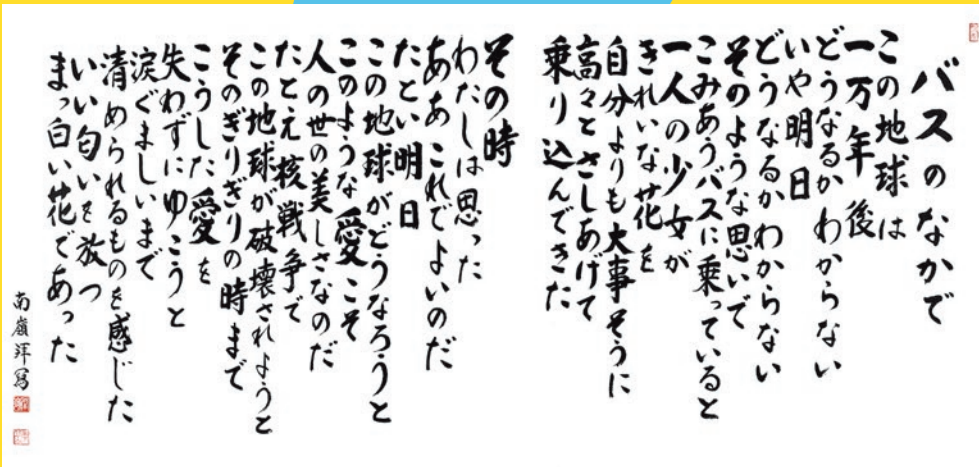 バスのなかで
この地球は
一万年後
どうなるか わからない
いや明日
どうなるか わからない
そのような思いで
こみあうバスに乗っていると
一人の少女が
きれいな花を
自分よりも大事そうに
高々とさしあげて
乗り込んできた
その時
わたしは思った
ああ これでよいのだ
たとい明日
この地球がどうなろうと
このような愛こそ
人の世の美しさなのだ
たとえ核戦争で
この地球が破壊されようと
そのぎりぎりの時まで
こうした愛を
失わずにゆこうと
涙ぐましいまで
清められるものを感じた
いい匂いを放つ
まっ白い花であった
南嶺拝写